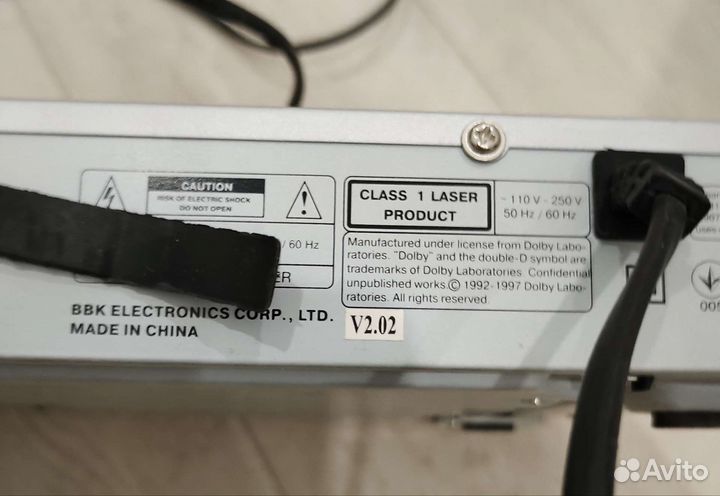 CAUTION
RISK OF ELECTRIC SHOCK
DO NOT OPEN
/ 60 Hz
ER
BBK ELECTRONICS CORP., LTD.
MADE IN CHINA
V2.02
CLASS 1 LASER
PRODUCT
~ 110 V - 250 V
50 Hz / 60 Hz
Manufactured under license from Dolby Labo-
ratories. "Dolby" and the double-D symbol are
trademarks of Dolby Laboratories. Confidential
unpublished works.© 1992-1997 Dolby Labo-
ratories. All rights reserved.
005
Avito